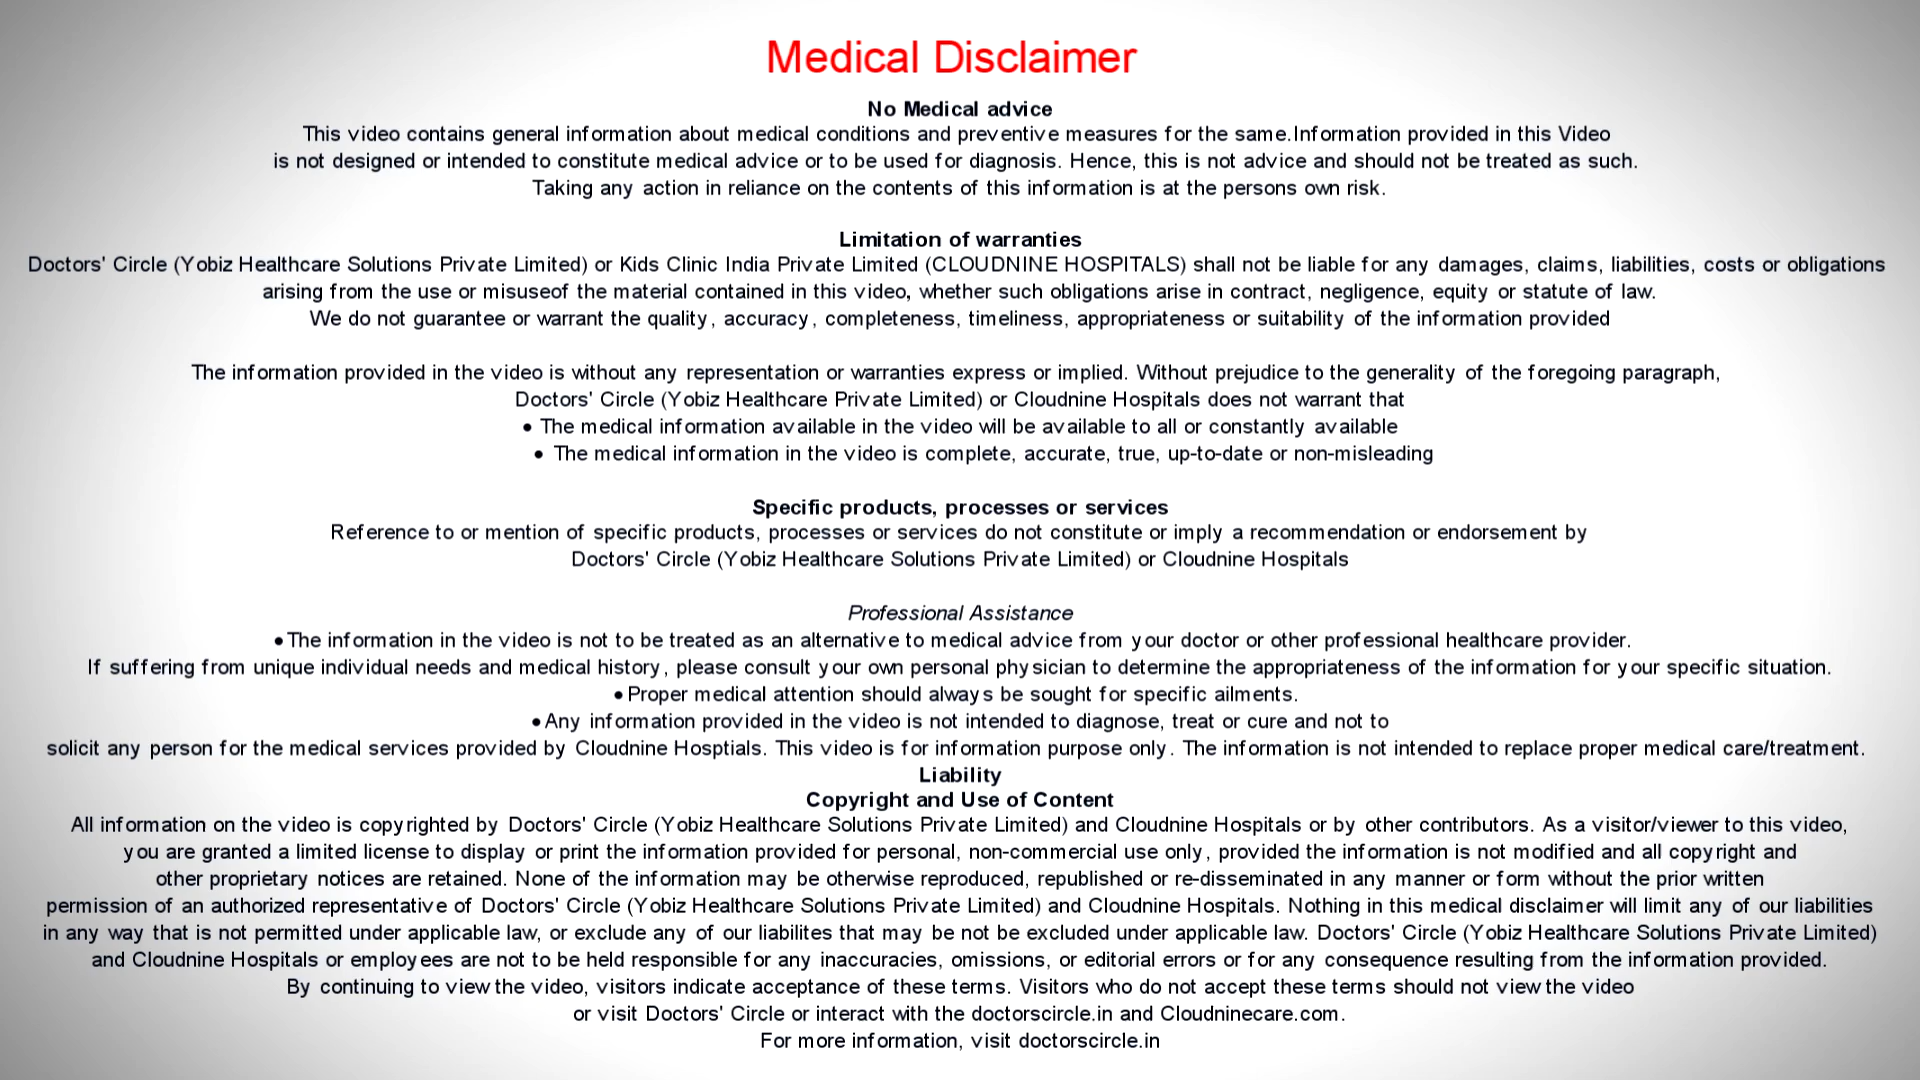 Medical Disclaimer
No Medical advice
This video contains general information about medical conditions and preventive measures for the same.Information provided in this Video
is not designed or intended to constitute medical advice or to be used for diagnosis. Hence, this is not advice and should not be treated as such.
Taking any action in reliance on the contents of this information is at the persons own risk.
Limitation of warranties
Doctors' Circle (Yobiz Healthcare Solutions Private Limited) or Kids Clinic India Private Limited (CLOUDNINE HOSPITALS) shall not be liable for any damages, claims, liabilities, costs or obligations
arising from the use or misuseof the material contained in this video, whether such obligations arise in contract, negligence, equity or statute of law.
We do not guarantee or warrant the quality, accuracy, completeness, timeliness, appropriateness or suitability of the information provided
The information provided in the video is without any representation or warranties express or implied. Without prejudice to the generality of the foregoing paragraph,
Doctors' Circle (Yobiz Healthcare Private Limited) or Cloudnine Hospitals does not warrant that
• The medical information available in the video will be available to all or constantly available
• The medical information in the video is complete, accurate, true, up-to-date or non-misleading
Specific products, processes or services
Reference to or mention of specific products, processes or services do not constitute or imply a recommendation or endorsement by
Doctors' Circle (Yobiz Healthcare Solutions Private Limited) or Cloudnine Hospitals
Professional Assistance
• The information in the video is not to be treated as an alternative to medical advice from your doctor or other professional healthcare provider.
If suffering from unique individual needs and medical history, please consult your own personal physician to determine the appropriateness of the information for your specific situation.
• Proper medical attention should always be sought for specific ailments.
• Any information provided in the video is not intended to diagnose, treat or cure and not to
solicit any person for the medical services provided by Cloudnine Hosptials. This video is for information purpose only. The information is not intended to replace proper medical care/treatment.
Liability
Copyright and Use of Content
All information on the video is copyrighted by Doctors' Circle (Yobiz Healthcare Solutions Private Limited) and Cloudnine Hospitals or by other contributors. As a visitor/viewer to this video,
you are granted a limited license to display or print the information provided for personal, non-commercial use only, provided the information is not modified and all copyright and
other proprietary notices are retained. None of the information may be otherwise reproduced, republished or re-disseminated in any manner or form without the prior written
permission of an authorized representative of Doctors' Circle (Yobiz Healthcare Solutions Private Limited) and Cloudnine Hospitals. Nothing in this medical disclaimer will limit any of our liabilities
in any way that is not permitted under applicable law, or exclude any of our liabilites that may be not be excluded under applicable law. Doctors' Circle (Yobiz Healthcare Solutions Private Limited)
and Cloudnine Hospitals or employees are not to be held responsible for any inaccuracies, omissions, or editorial errors or for any consequence resulting from the information provided.
By continuing to view the video, visitors indicate acceptance of these terms. Visitors who do not accept these terms should not view the video
or visit Doctors' Circle or interact with the doctorscircle.in and Cloudninecare.com.
For more information, visit doctorscircle.in